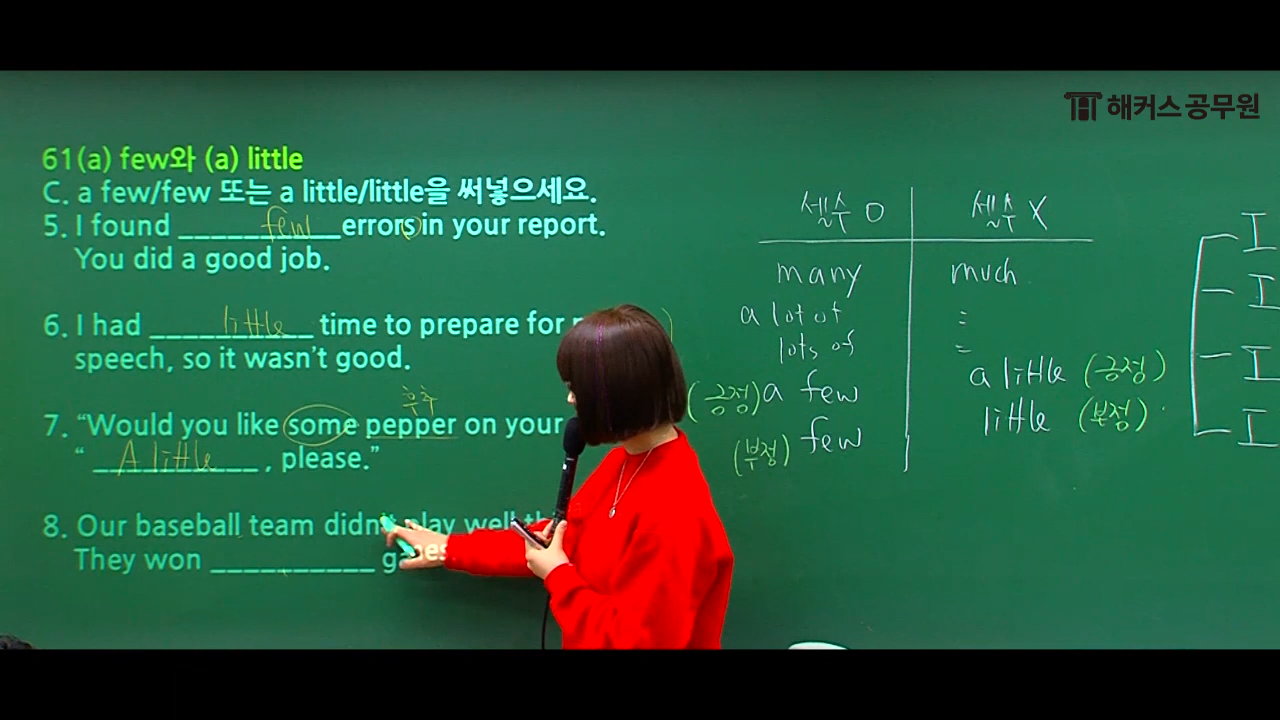 해커스 공무원
61 (a) few와 (a) little
C. a few/few 또는 a little/little을 써넣으세요.
5. I found few errors in your report.
You did a good job.
6. I had little time to prepare for
speech, so it wasn't good.
후추
7. "Would you like some pepper on your
" A little , please."
8. Our baseball team didn't play well
They won __________ games
셀수 O
셀수 X
many
much
a lot of
=
lots of
=
(긍정) a few
a little (긍정)
(부정) few
little (부정)